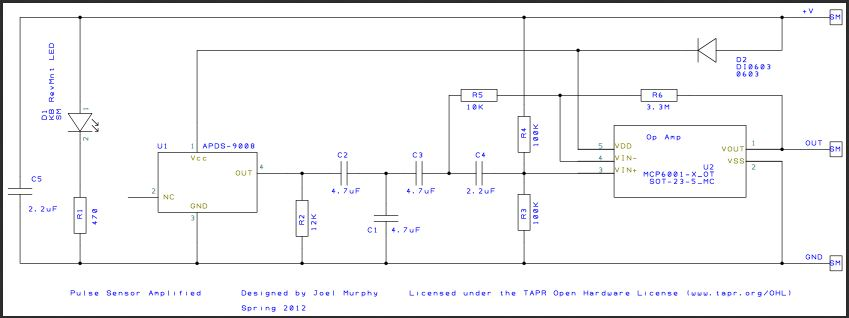 +V
SM
D1
KB RevMnt LED
SM
1
2
D2
DI0603
0603
R5
10K
R6
3.3M
U1
APDS-9008
1
Vcc
R4
100K
Op Amp
5
VDD
VOUT
1
OUT
SM
4
VIN-
VSS
2
3
VIN+
U2
MCP6001-X_OT
SOT-23-5_MC
C2
C3
C4
4
OUT
C5
2.2uF
2
NC
4.7uF
4.7uF
2.2uF
R1
470
GND
3
R2
12K
C1
4.7uF
R3
100K
GND
SM
Pulse Sensor Amplified
Designed by Joel Murphy
Licensed under the TAPR Open Hardware License (www.tapr.org/OHL)
Spring 2012